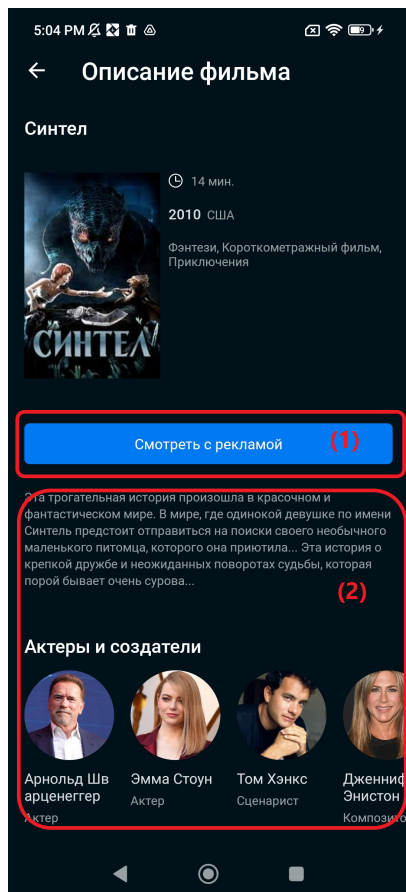 5:04 PM
Описание фильма
Синтел
14 мин.
2010 США
Фэнтези, Короткометражный фильм,
Приключения
СИНТЕЛ
Смотреть с рекламой
(1)
Эта трогательная история произошла в красочном и
фантастическом мире. В мире, где одинокой девушке по имени
Синтель предстоит отправиться на поиски своего необычного
маленького питомца, которого она приютила... Эта история о
крепкой дружбе и неожиданных поворотах судьбы, которая
порой бывает очень сурова...
(2)
Актеры и создатели
Арнольд Шв
арценеггер
Актер
Эмма Стоун
Актер
Том Хэнкс
Сценарист
Дженниф
Энистон
Композито